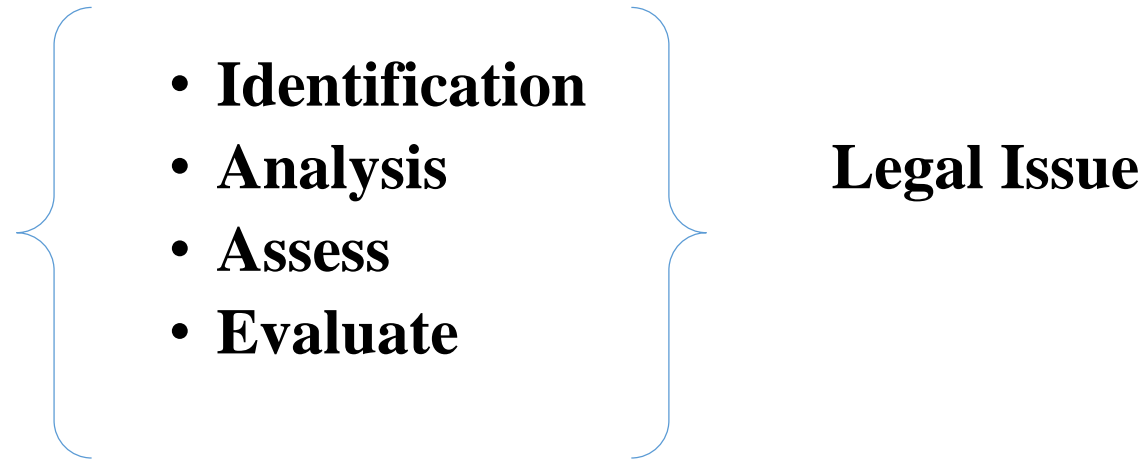 • Identification
• Analysis
• Assess
• Evaluate
Legal Issue